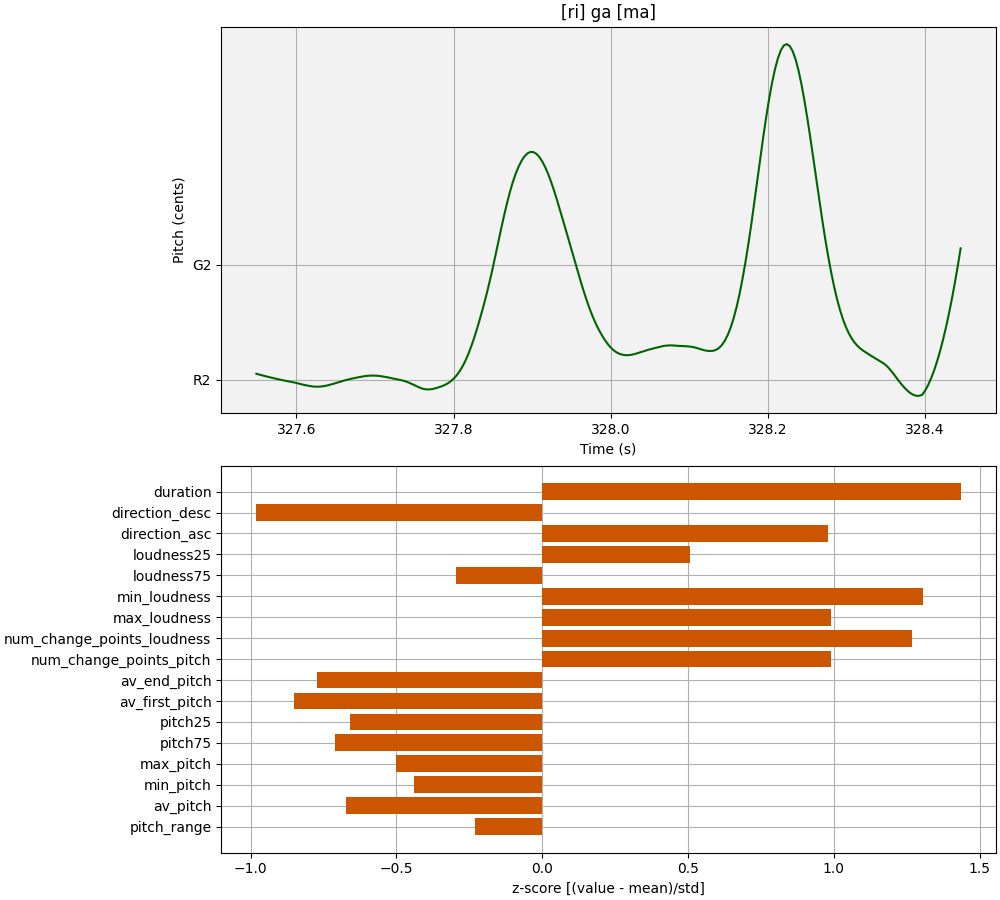 [ri] ga [ma]
Pitch (cents)
G2
R2
327.6 327.8 328.0 328.2 328.4
Time (s)
duration
direction_desc
direction_asc
loudness25
loudness75
min_loudness
max_loudness
num_change_points_loudness
num_change_points_pitch
av_end_pitch
av_first_pitch
pitch25
pitch75
max_pitch
min_pitch
av_pitch
pitch_range
−1.0 −0.5 0.0 0.5 1.0 1.5
z-score [(value - mean)/std]